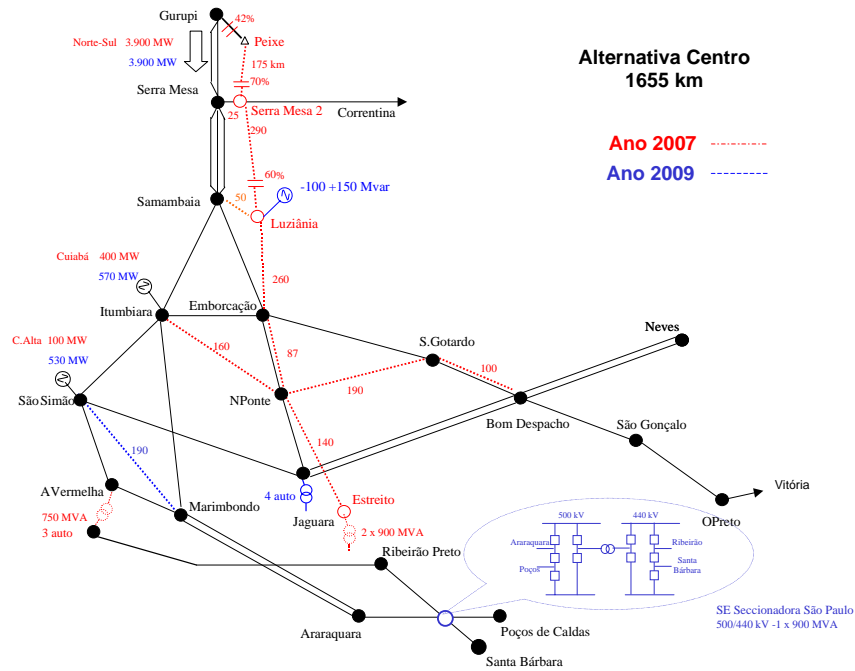 Gurupi
42%
Norte-Sul 3.900 MW
3.900 MW
Peixe
175 km
Alternativa Centro
1655 km
70%
Serra Mesa
25
Serra Mesa 2
Correntina
290
Ano 2007
Ano 2009
60%
-100 +150 Mvar
Samambaia
50
Luziânia
Cuiabá 400 MW
570 MW
260
Itumbiara
Emborcação
C.Alta 100 MW
530 MW
160
87
S.Gotardo
Neves
100
190
São Simão
NPonte
Bom Despacho
São Gonçalo
190
140
AVermelha
Marimbondo
4 auto
Jaguara
Estreito
Vitória
OPreto
750 MVA
3 auto
2 x 900 MVA
500 kV
440 kV
Araraquara
Ribeirão
Poços
Santa
Bárbara
Ribeirão Preto
SE Seccionadora São Paulo
500/440 kV -1 x 900 MVA
Araraquara
Poços de Caldas
Santa Bárbara